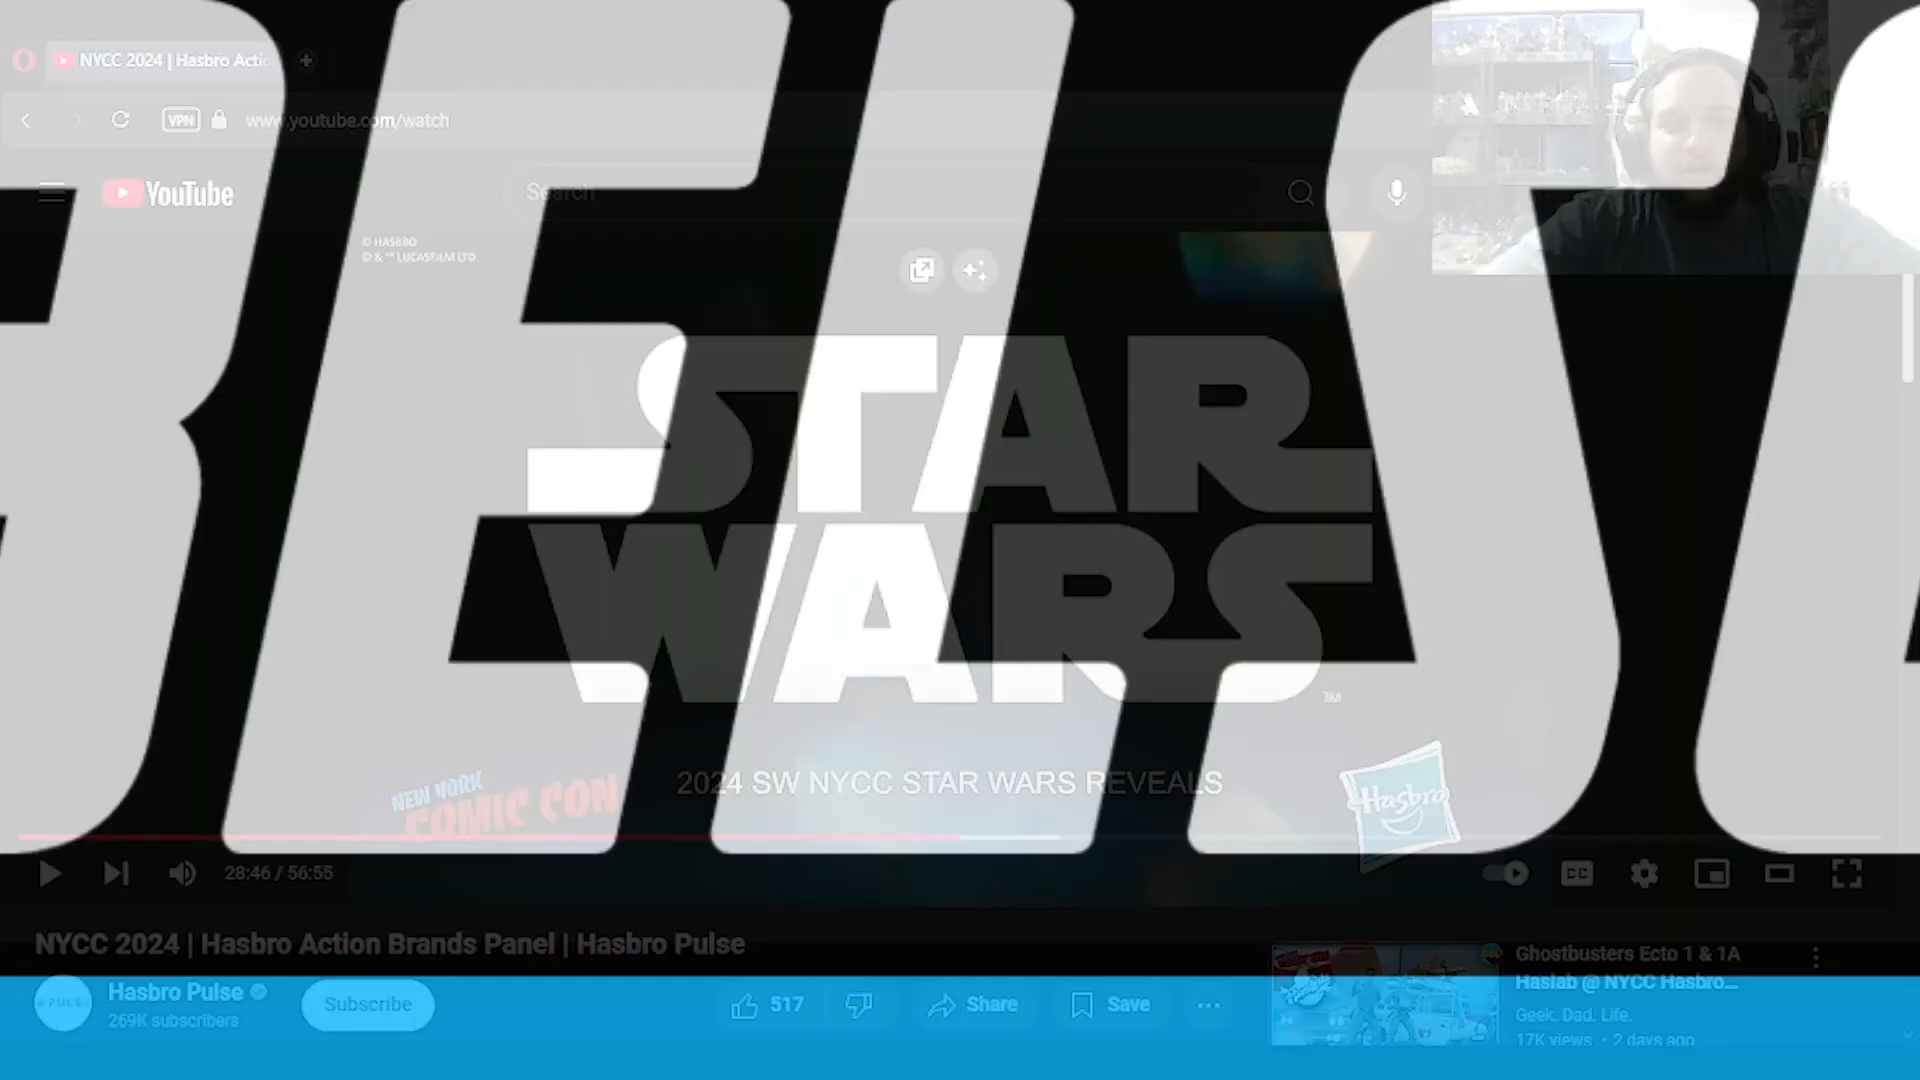 NYCC 2024 | Hasbro Actic
VPN
www.youtube.com/watch
YouTube
Search
© HASBRO
© & ™ LUCASFILM LTD.
BELS
STAR
WARS
TM
2024 SW NYCC STAR WARS REVEALS
NEW YORK
COMIC CON
Hasbro
28:46 / 56:55
CC
NYCC 2024 | Hasbro Action Brands Panel | Hasbro Pulse
Hasbro Pulse
269K subscribers
Subscribe
517
Share
Save
Ghostbusters Ecto 1 & 1A
Haslab @ NYCC Hasbro...
Geek. Dad. Life.
17K views • 2 days ago